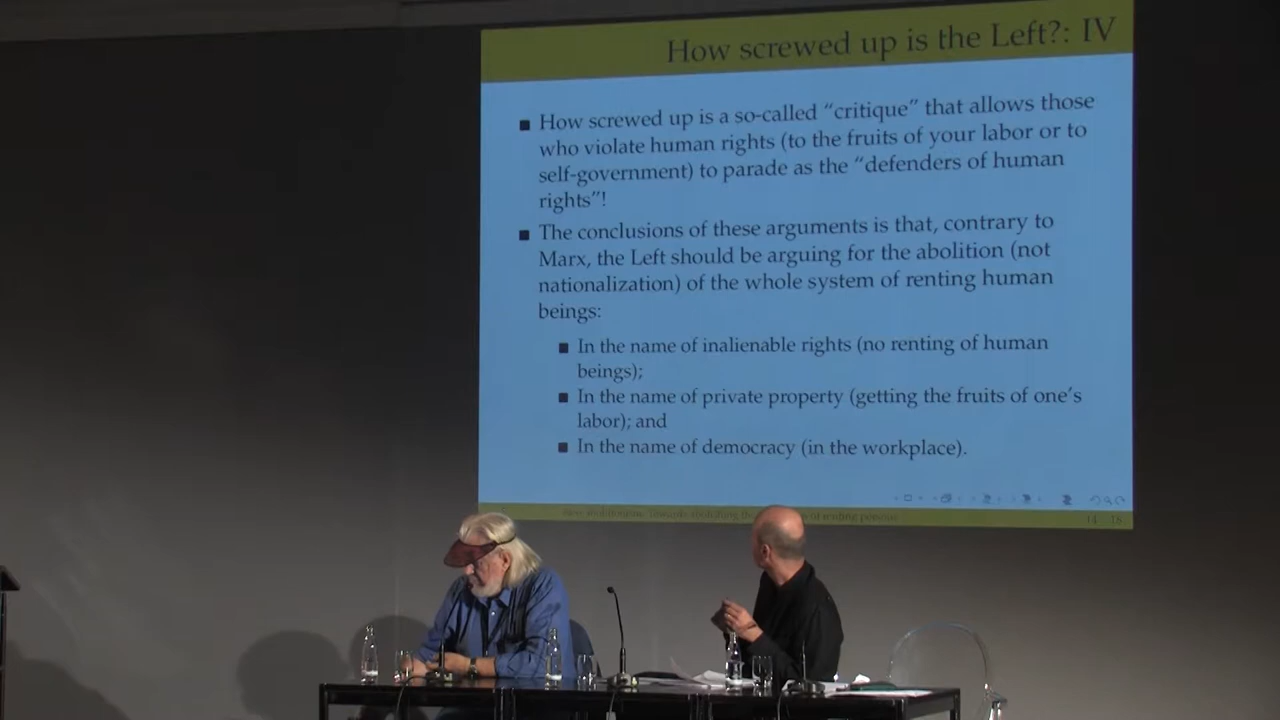 How screwed up is the Left?: IV
■ How screwed up is a so-called “critique” that allows those
who violate human rights (to the fruits of your labor or to
self-government) to parade as the “defenders of human
rights”!
■ The conclusions of these arguments is that, contrary to
Marx, the Left should be arguing for the abolition (not
nationalization) of the whole system of renting human
beings:
■ In the name of inalienable rights (no renting of human
beings);
■ In the name of private property (getting the fruits of one’s
labor); and
■ In the name of democracy (in the workplace).